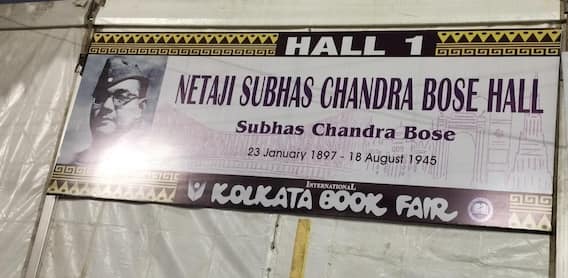 HALL 1
NETAJI SUBHAS CHANDRA BOSE HALL
Subhas Chandra Bose
23 January 1897 - 18 August 1945
INTERNATIONAL
KOLKATA BOOK FAIR